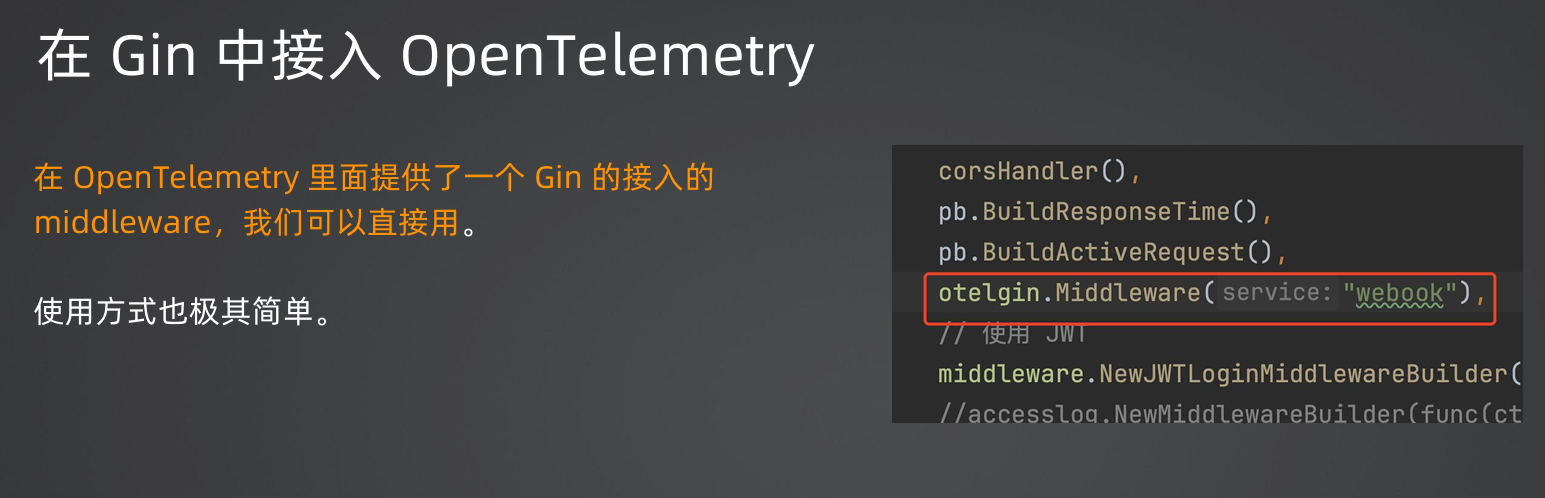 在 Gin 中接入 OpenTelemetry
在 OpenTelemetry 里面提供了一个 Gin 的接入的
middleware，我们可以直接用。
使用方式也极其简单。
corsHandler(),
pb.BuildResponseTime(),
pb.BuildActiveRequest(),
otelgin.Middleware( service: "webook"),
// 使用 JWT
middleware.NewJWTLoginMiddlewareBuilder(
//accesslog.NewMiddlewareBuilder(func(ct